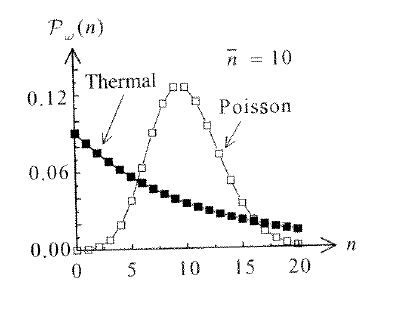 𝒫ω(n)
n̄ = 10
0.12
Thermal
Poisson
0.06
0.00
n
0 5 10 15 20